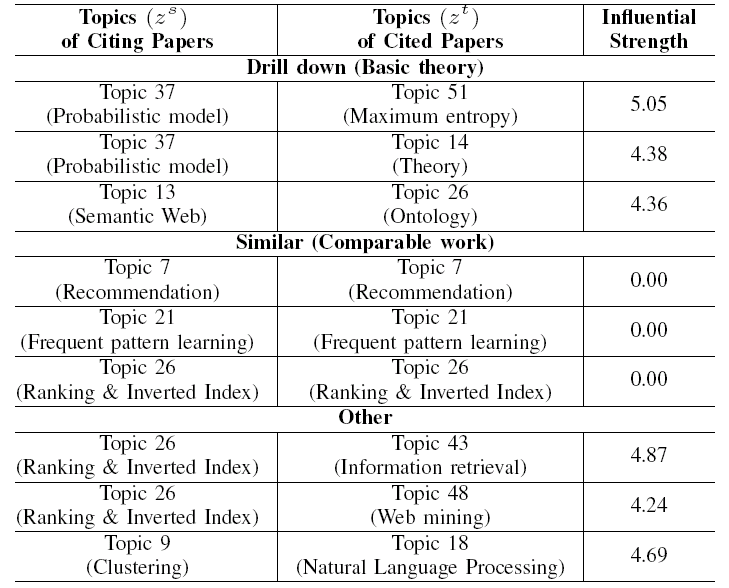 Topics (z^s) Topics (z^t) Influential
of Citing Papers of Cited Papers Strength
Drill down (Basic theory)
Topic 37 Topic 51
(Probabilistic model) (Maximum entropy) 5.05
Topic 37 Topic 14
(Probabilistic model) (Theory) 4.38
Topic 13 Topic 26
(Semantic Web) (Ontology) 4.36
Similar (Comparable work)
Topic 7 Topic 7
(Recommendation) (Recommendation) 0.00
Topic 21 Topic 21
(Frequent pattern learning) (Frequent pattern learning) 0.00
Topic 26 Topic 26
(Ranking & Inverted Index) (Ranking & Inverted Index) 0.00
Other
Topic 26 Topic 43
(Ranking & Inverted Index) (Information retrieval) 4.87
Topic 26 Topic 48
(Ranking & Inverted Index) (Web mining) 4.24
Topic 9 Topic 18
(Clustering) (Natural Language Processing) 4.69